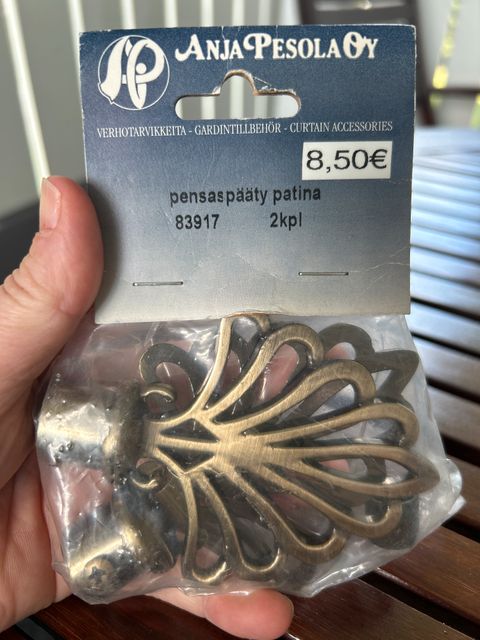 AP
ANJA PESOLA OY
VERHOTARVIKKEITA - GARDINTILLBEHÖR - CURTAIN ACCESSORIES
8,50€
pensaspääty patina
83917 2kpl